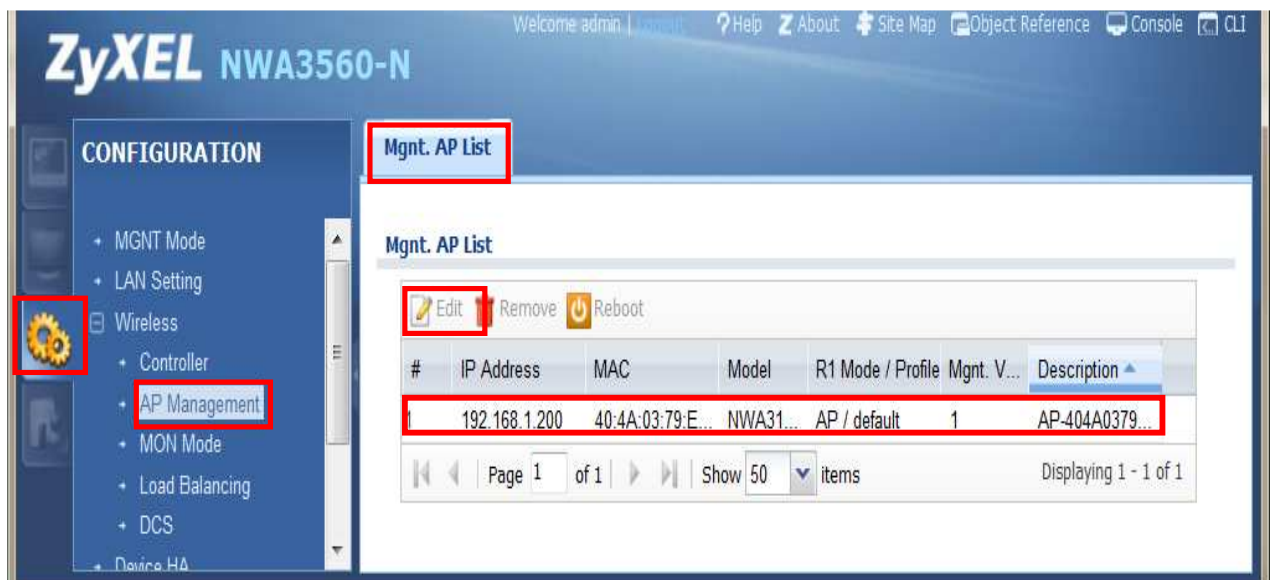 Welcome admin | Logout ?Help Z About Site Map Object Reference Console CLI
ZyXEL NWA3560-N
CONFIGURATION
MGNT Mode
LAN Setting
Wireless
Controller
AP Management
MON Mode
Load Balancing
DCS
Device HA
Mgnt. AP List
Mgnt. AP List
Edit Remove Reboot
# IP Address MAC Model R1 Mode / Profile Mgnt. V... Description
1 192.168.1.200 40:4A:03:79:E... NWA31... AP / default 1 AP-404A0379...
Page 1 of 1 Show 50 items Displaying 1 - 1 of 1